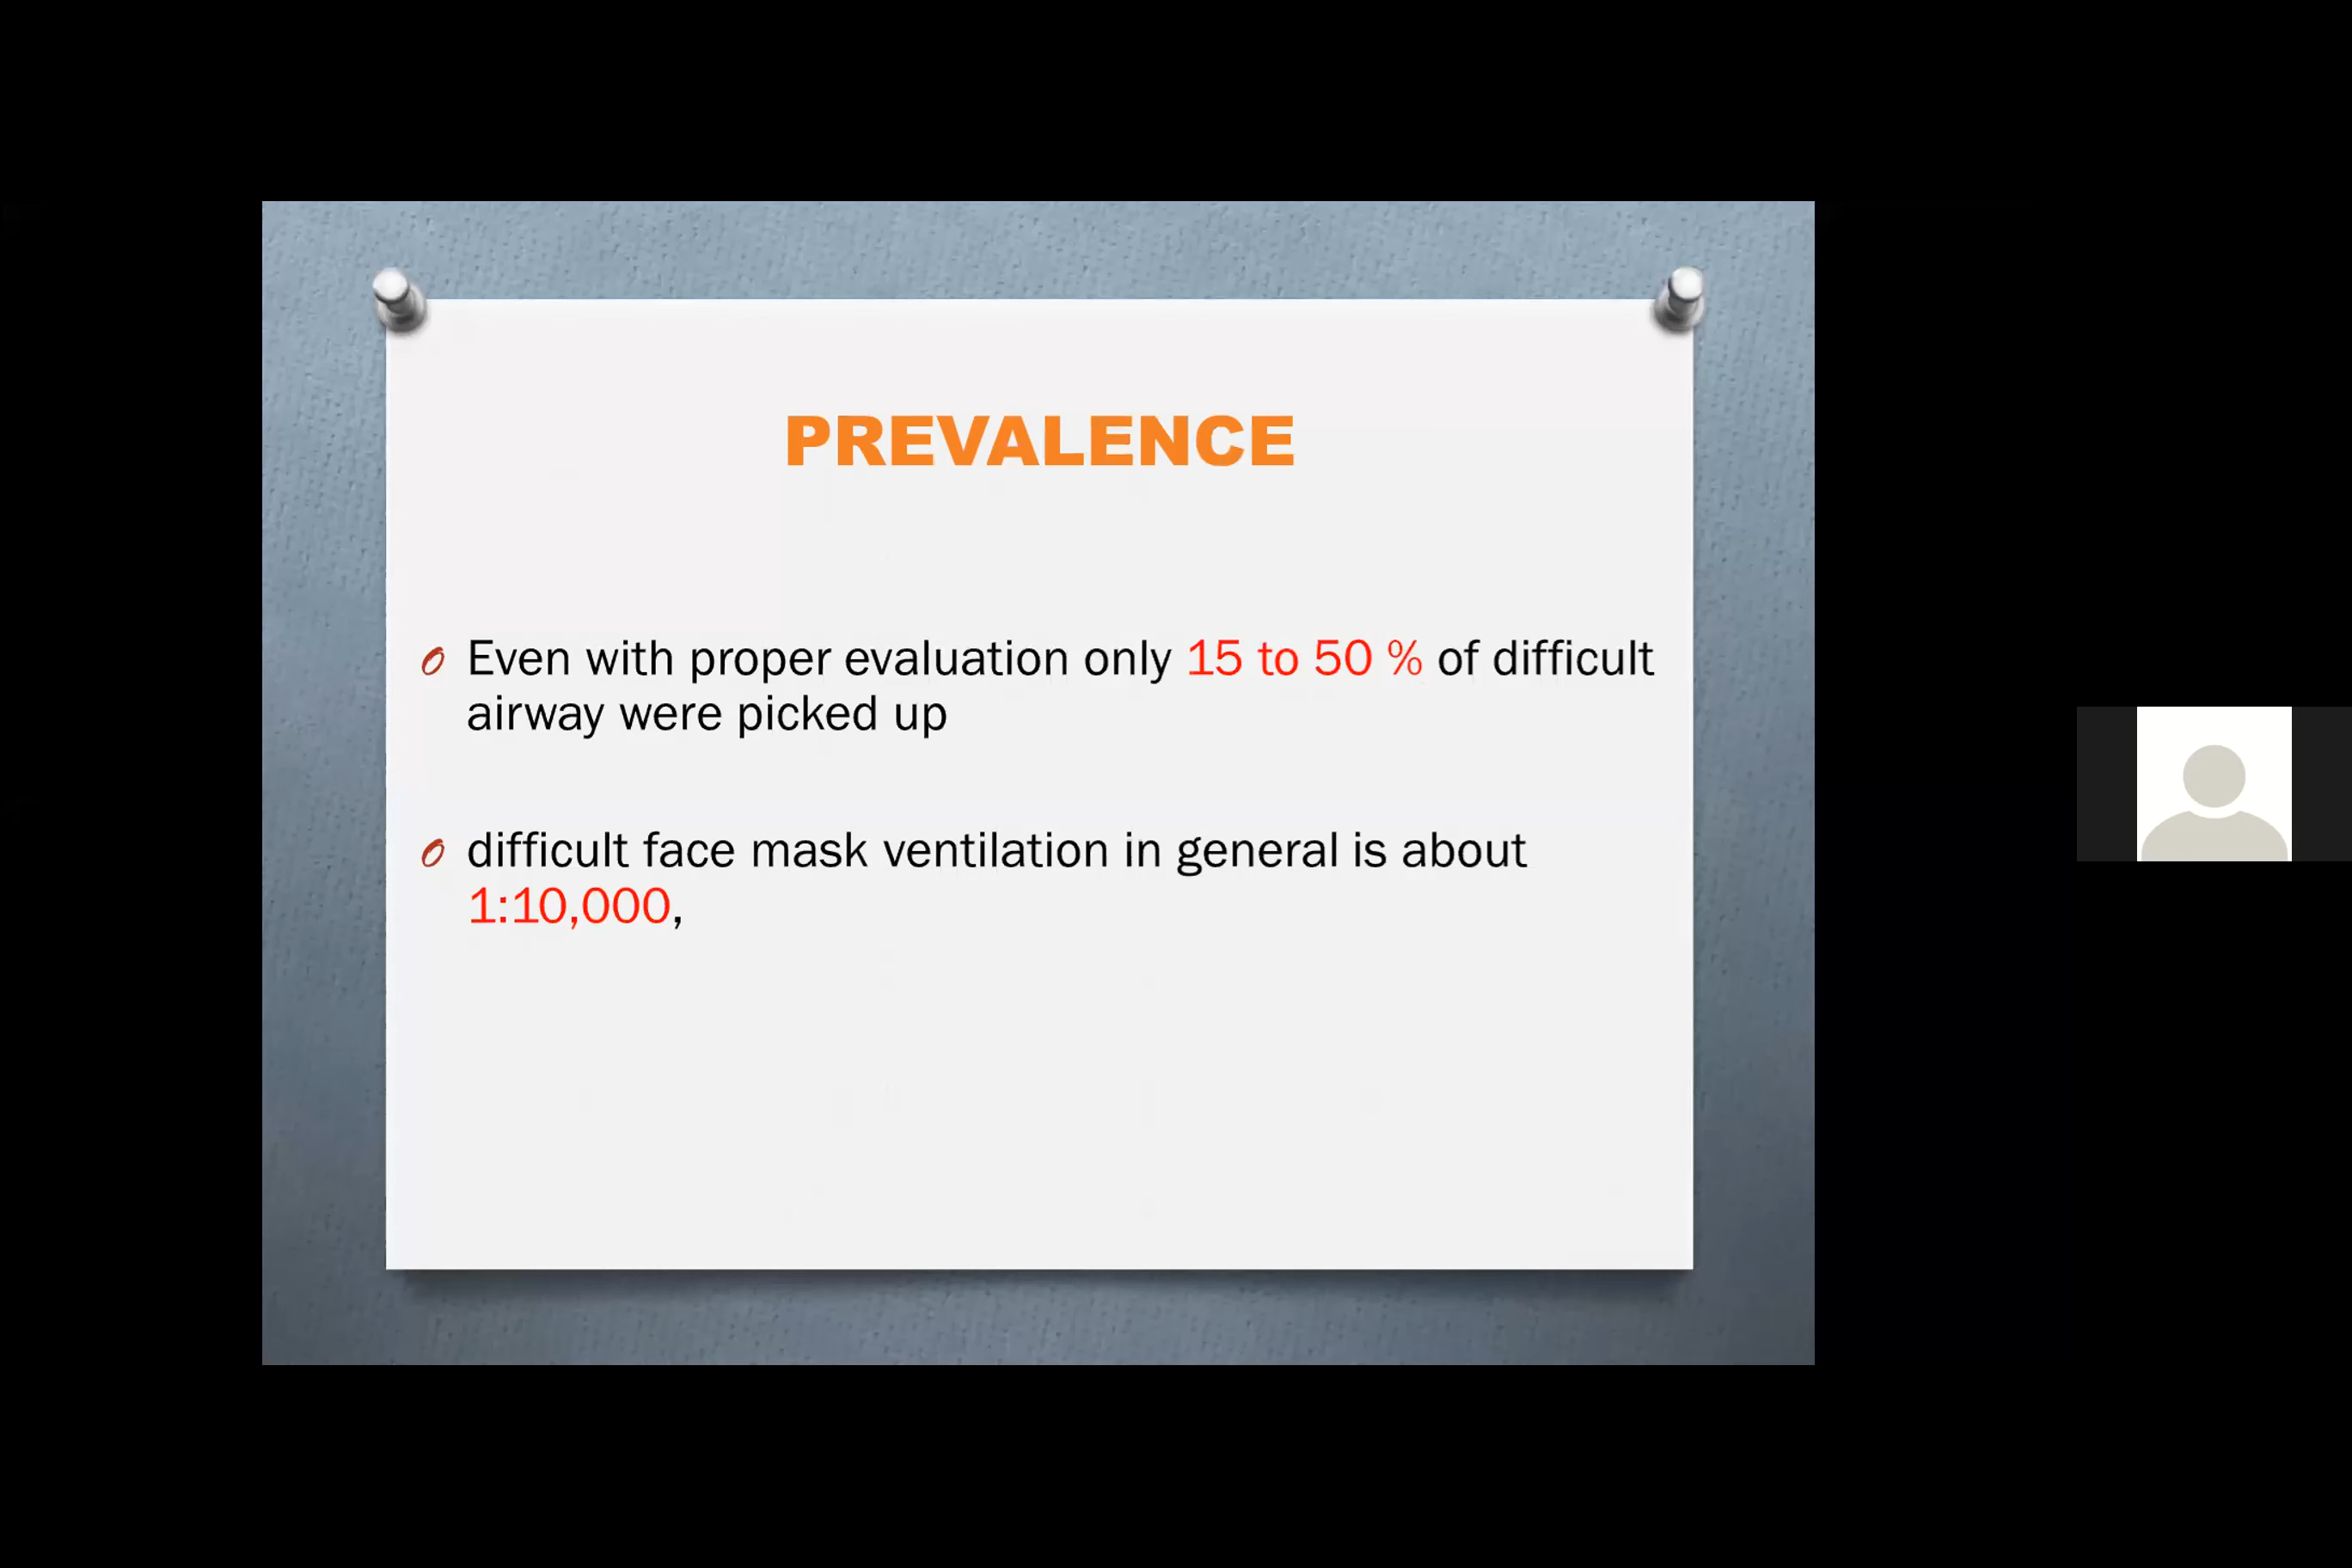 PREVALENCE
Even with proper evaluation only 15 to 50 % of difficult
airway were picked up
difficult face mask ventilation in general is about
1:10,000,